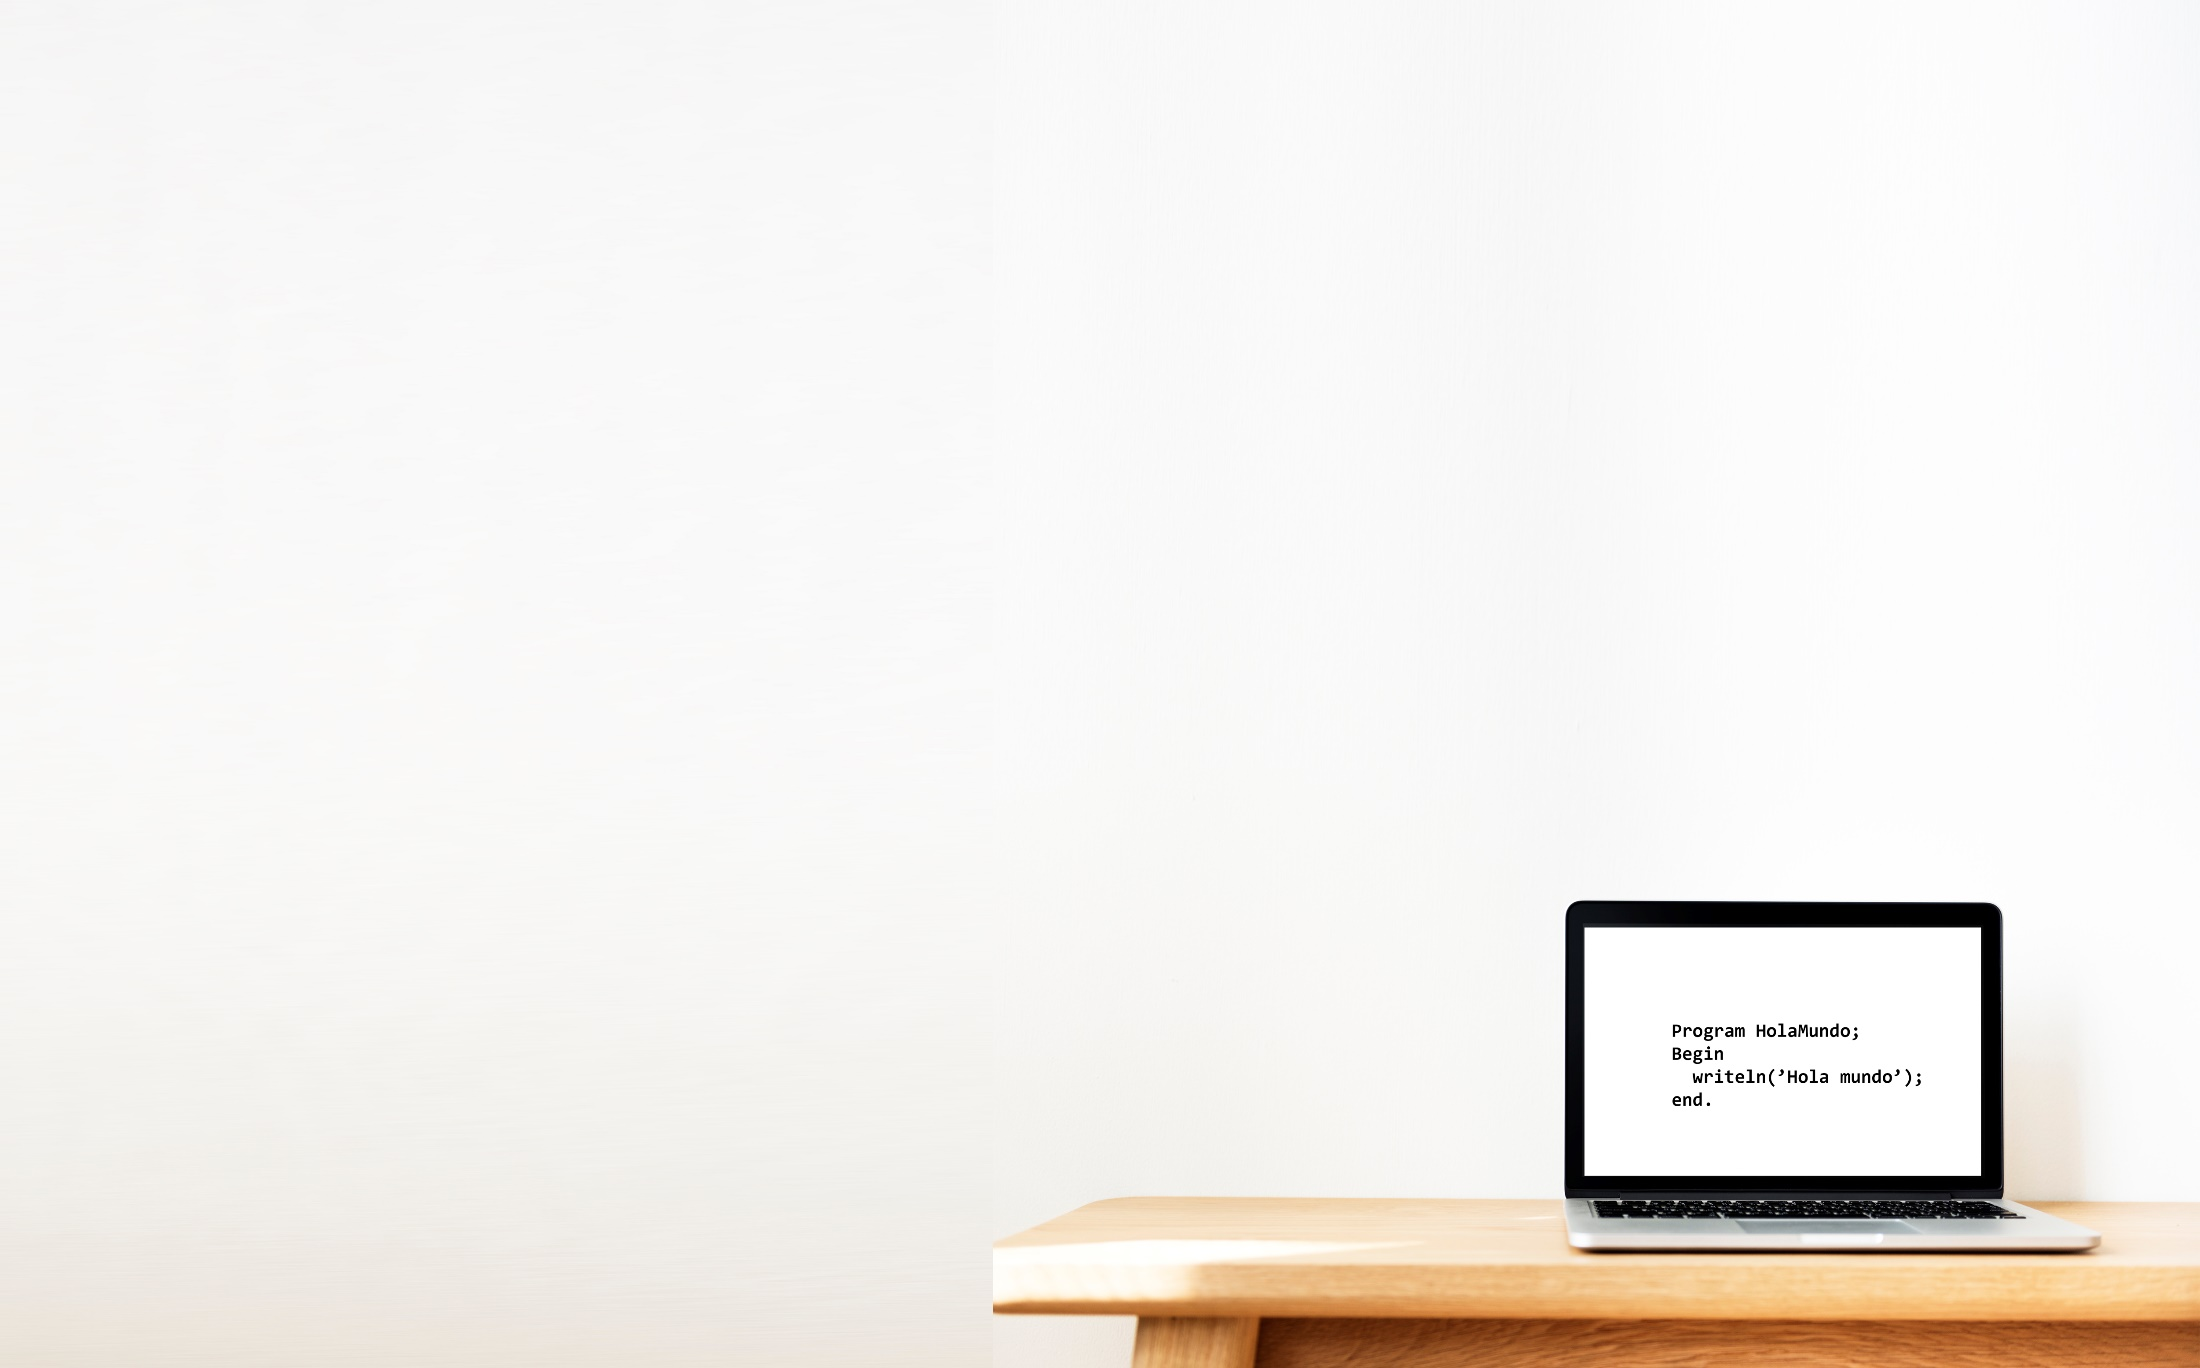 Program HolaMundo;
Begin
  writeln(’Hola mundo’);
end.